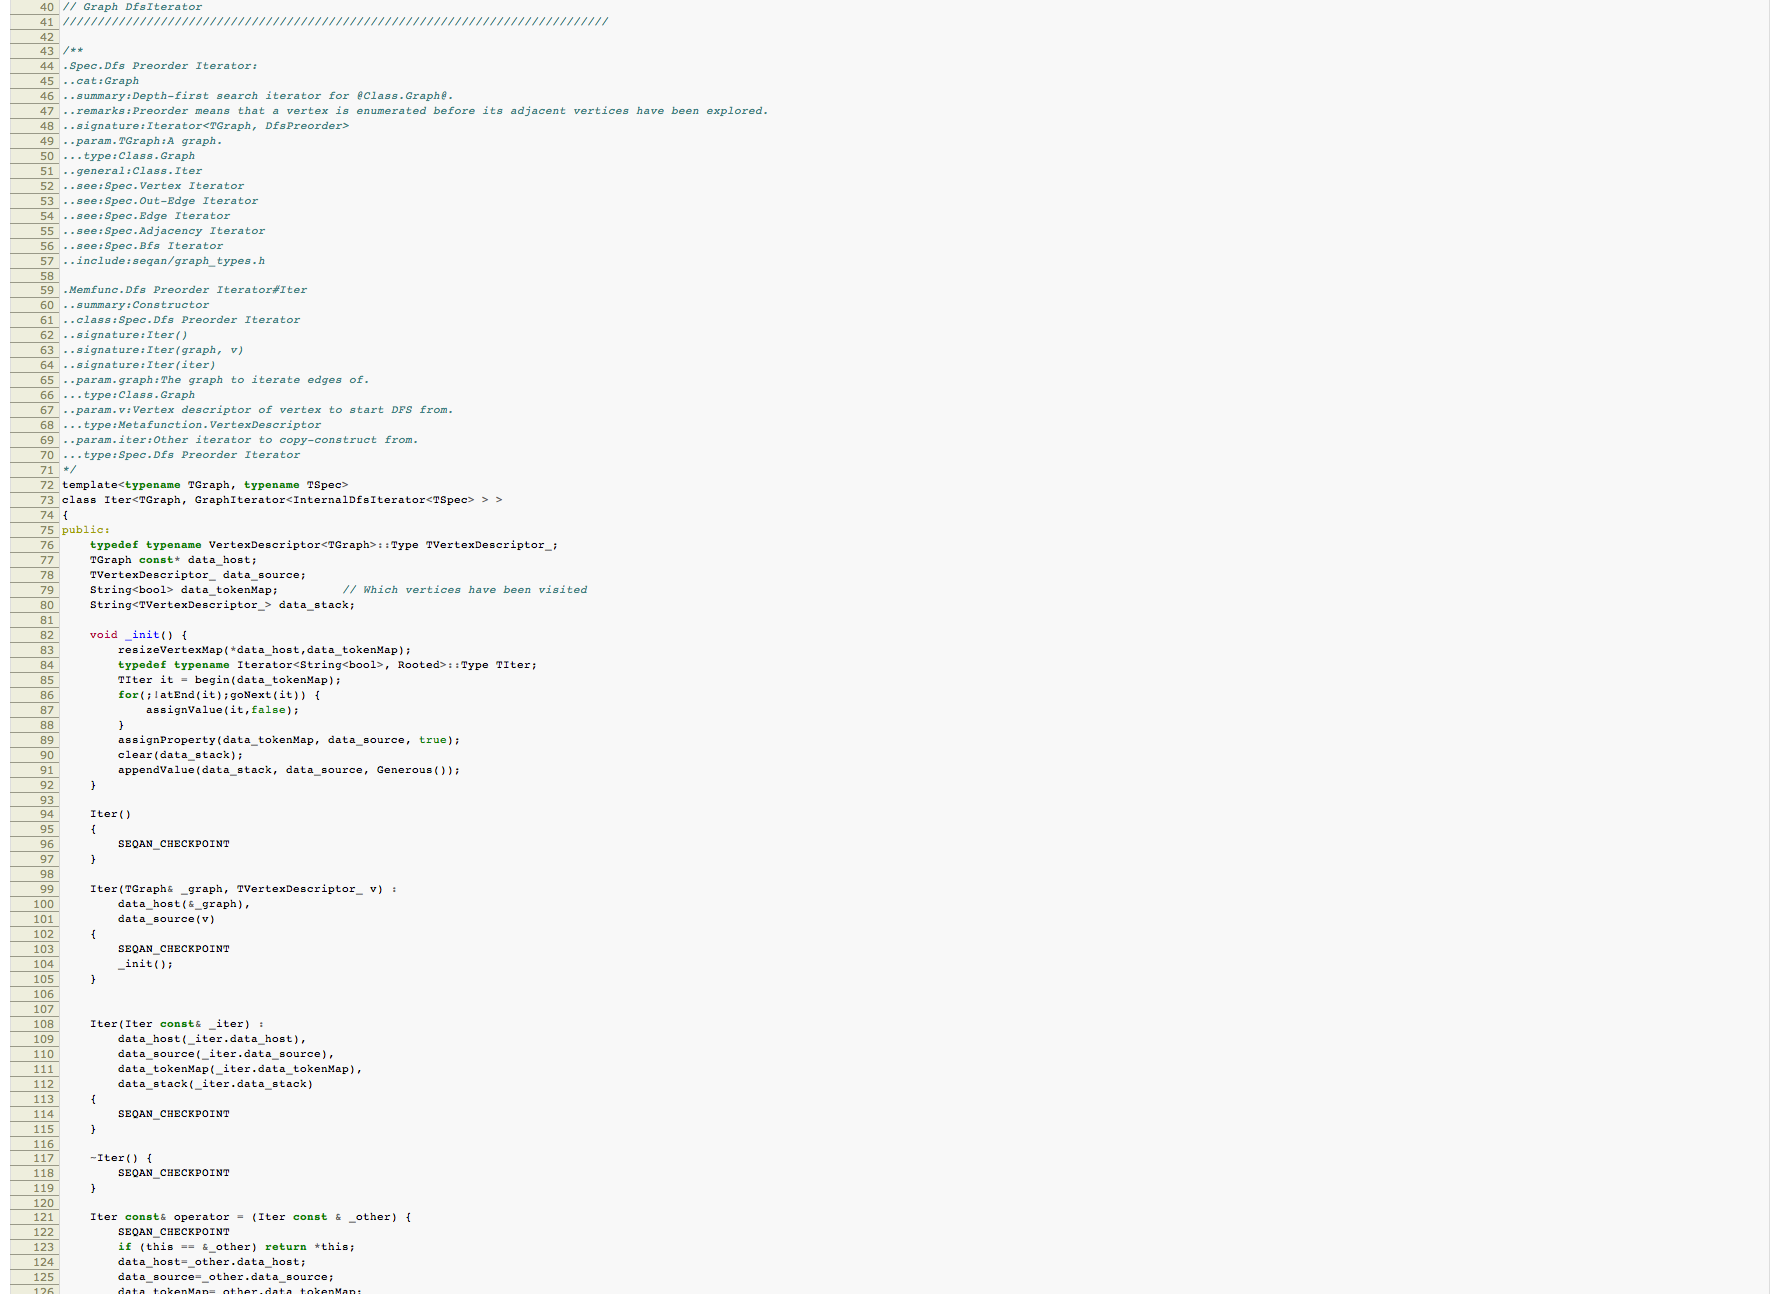 40 // Graph DfsIterator
41 //////////////////////////////////////////////////////////////////////////////
42
43 /**
44 .Spec.Dfs Preorder Iterator:
45 ..cat:Graph
46 ..summary:Depth-first search iterator for @Class.Graph@.
47 ..remarks:Preorder means that a vertex is enumerated before its adjacent vertices have been explored.
48 ..signature:Iterator<TGraph, DfsPreorder>
49 ..param.TGraph:A graph.
50 ...type:Class.Graph
51 ..general:Class.Iter
52 ..see:Spec.Vertex Iterator
53 ..see:Spec.Out-Edge Iterator
54 ..see:Spec.Edge Iterator
55 ..see:Spec.Adjacency Iterator
56 ..see:Spec.Bfs Iterator
57 ..include:seqan/graph_types.h
58
59 .Memfunc.Dfs Preorder Iterator#Iter
60 ..summary:Constructor
61 ..class:Spec.Dfs Preorder Iterator
62 ..signature:Iter()
63 ..signature:Iter(graph, v)
64 ..signature:Iter(iter)
65 ..param.graph:The graph to iterate edges of.
66 ...type:Class.Graph
67 ..param.v:Vertex descriptor of vertex to start DFS from.
68 ...type:Metafunction.VertexDescriptor
69 ..param.iter:Other iterator to copy-construct from.
70 ...type:Spec.Dfs Preorder Iterator
71 */
72 template<typename TGraph, typename TSpec>
73 class Iter<TGraph, GraphIterator<InternalDfsIterator<TSpec> > >
74 {
75 public:
76     typedef typename VertexDescriptor<TGraph>::Type TVertexDescriptor_;
77     TGraph const* data_host;
78     TVertexDescriptor_ data_source;
79     String<bool> data_tokenMap;         // Which vertices have been visited
80     String<TVertexDescriptor_> data_stack;
81
82     void _init() {
83         resizeVertexMap(*data_host,data_tokenMap);
84         typedef typename Iterator<String<bool>, Rooted>::Type TIter;
85         TIter it = begin(data_tokenMap);
86         for(;!atEnd(it);goNext(it)) {
87             assignValue(it,false);
88         }
89         assignProperty(data_tokenMap, data_source, true);
90         clear(data_stack);
91         appendValue(data_stack, data_source, Generous());
92     }
93
94     Iter()
95     {
96         SEQAN_CHECKPOINT
97     }
98
99     Iter(TGraph& _graph, TVertexDescriptor_ v) :
100         data_host(&_graph),
101         data_source(v)
102     {
103         SEQAN_CHECKPOINT
104         _init();
105     }
106
107
108     Iter(Iter const& _iter) :
109         data_host(_iter.data_host),
110         data_source(_iter.data_source),
111         data_tokenMap(_iter.data_tokenMap),
112         data_stack(_iter.data_stack)
113     {
114         SEQAN_CHECKPOINT
115     }
116
117     ~Iter() {
118         SEQAN_CHECKPOINT
119     }
120
121     Iter const& operator = (Iter const & _other) {
122         SEQAN_CHECKPOINT
123         if (this == &_other) return *this;
124         data_host=_other.data_host;
125         data_source=_other.data_source;
126         data_tokenMap=_other.data_tokenMap;